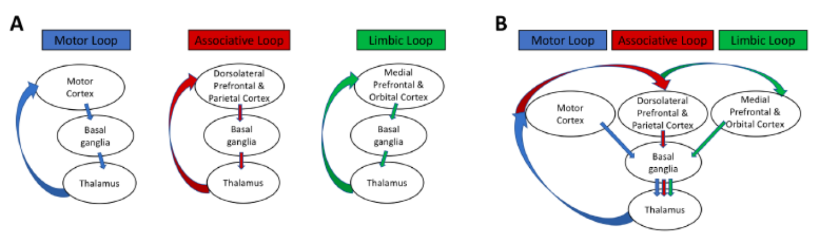 A
Motor Loop
Motor
Cortex
Basal
ganglia
Thalamus
Associative Loop
Dorsolateral
Prefrontal &
Parietal Cortex
Basal
ganglia
Thalamus
Limbic Loop
Medial
Prefrontal &
Orbital Cortex
Basal
ganglia
Thalamus
B
Motor Loop
Associative Loop
Limbic Loop
Motor
Cortex
Dorsolateral
Prefrontal &
Parietal Cortex
Medial
Prefrontal &
Orbital Cortex
Basal
ganglia
Thalamus